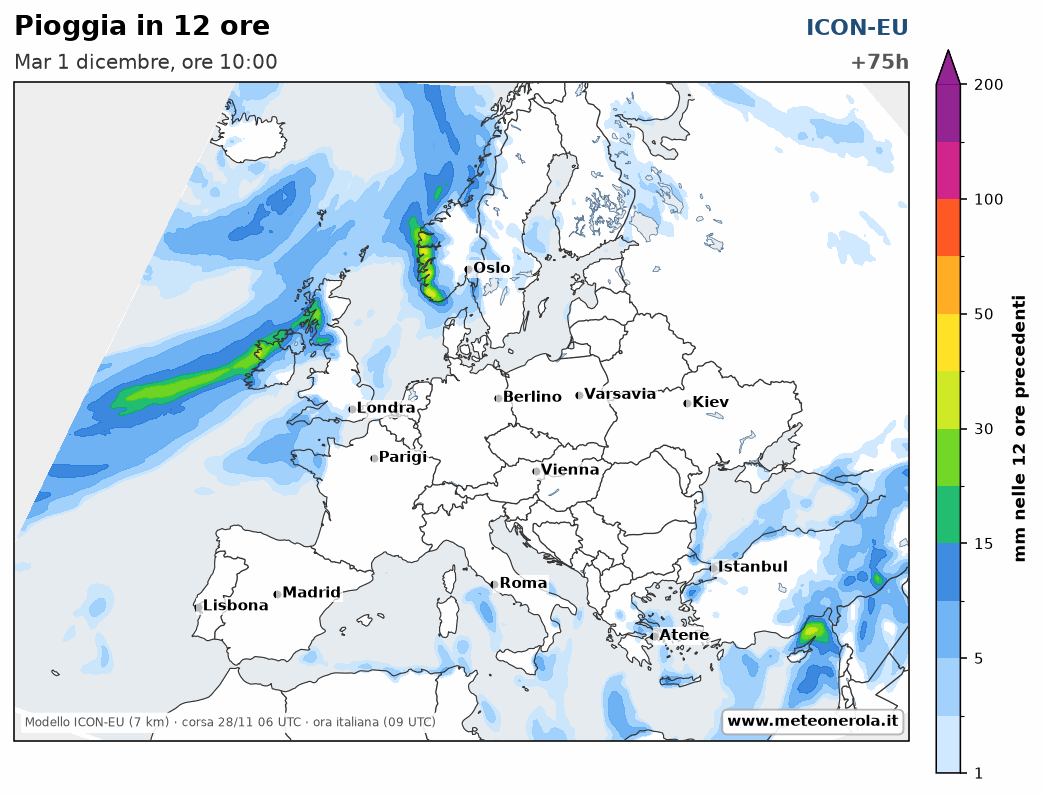 Pioggia in 12 ore
ICON-EU
Mar 1 dicembre, ore 10:00
+75h
200
100
50
30
15
5
1
mm nelle 12 ore precedenti
Oslo
Berlino
Varsavia
Kiev
Londra
Parigi
Vienna
Istanbul
Roma
Madrid
Lisbona
Atene
Modello ICON-EU (7 km) · corsa 28/11 06 UTC · ora italiana (09 UTC)
www.meteonerola.it